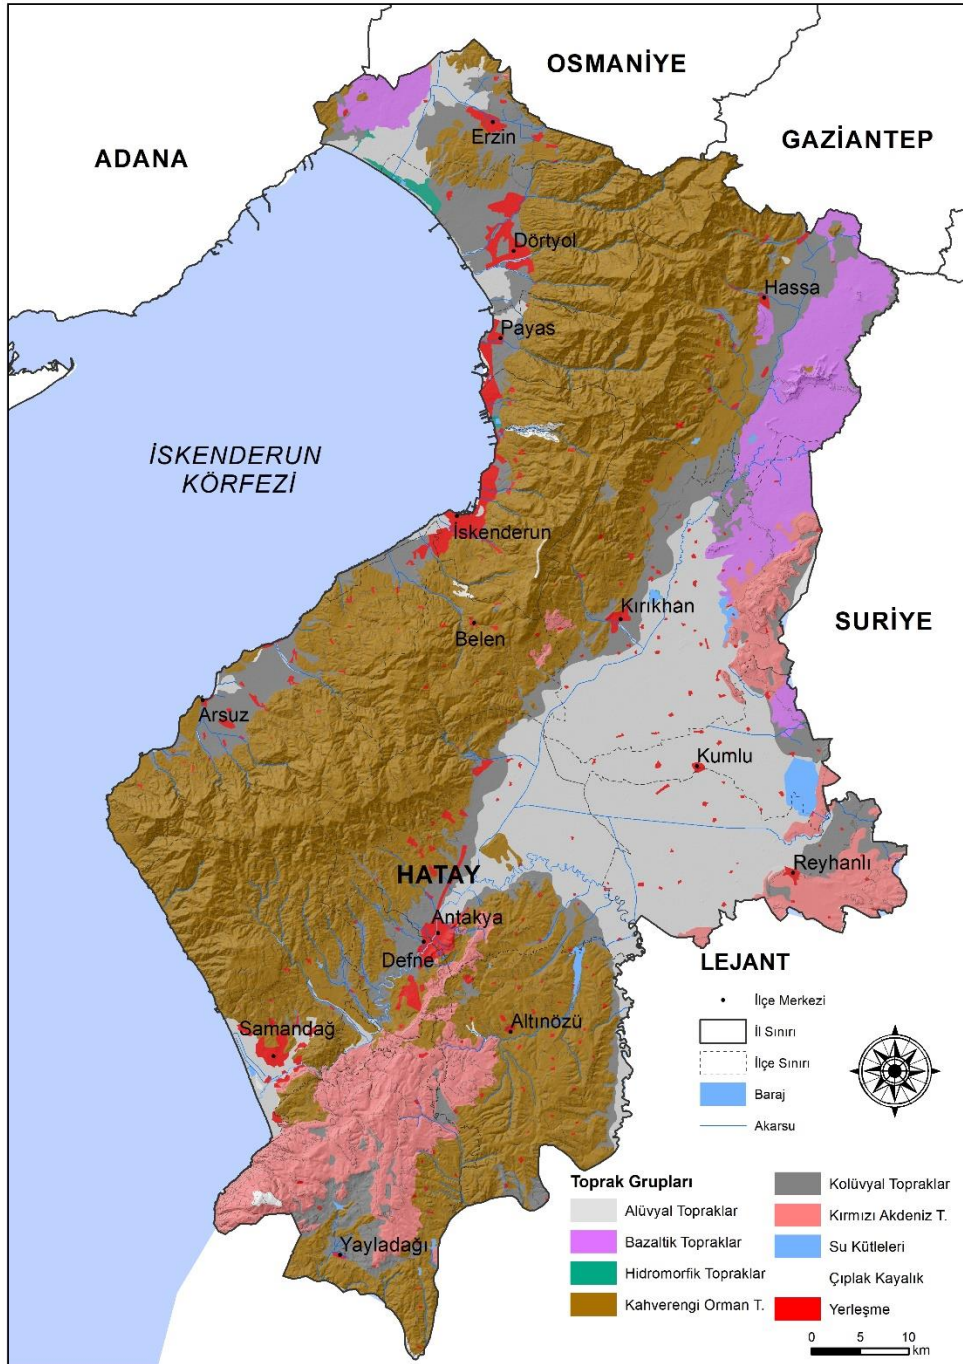 OSMANİYE
ADANA
GAZİANTEP
Erzin
Dörtyol
Hassa
Payas
İSKENDERUN
KÖRFEZİ
İskenderun
Kırıkhan
SURİYE
Belen
Arsuz
Kumlu
Reyhanlı
HATAY
Antakya
Defne
Samandağ
Altınözü
Yayladağı
LEJANT
İlçe Merkezi
İl Sınırı
İlçe Sınırı
Baraj
Akarsu
Toprak Grupları
Alüvyal Topraklar
Bazaltik Topraklar
Hidromorfik Topraklar
Kahverengi Orman T.
Kolüvyal Topraklar
Kırmızı Akdeniz T.
Su Kütleleri
Çıplak Kayalık
Yerleşme
0 5 10
km